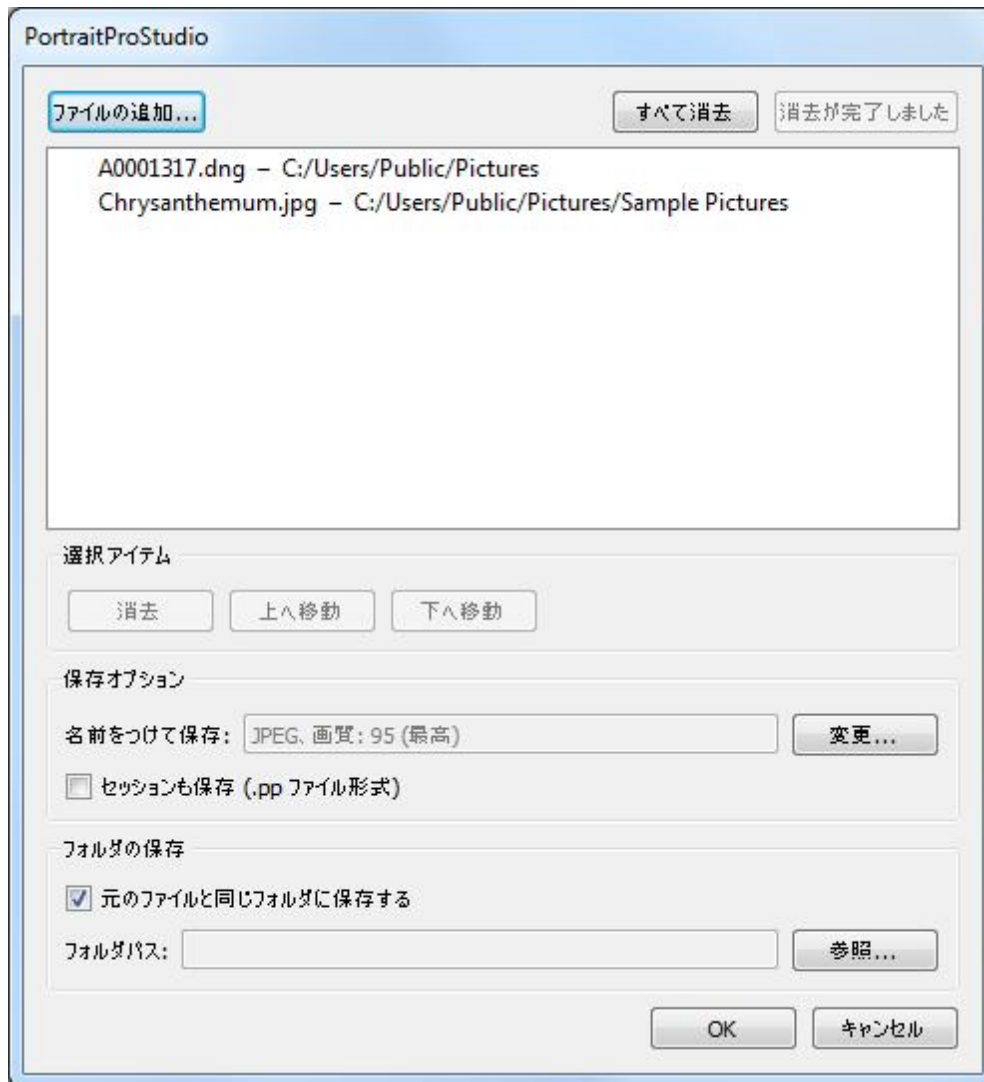 PortraitProStudio
ファイルの追加... すべて消去 消去が完了しました
A0001317.dng – C:/Users/Public/Pictures
Chrysanthemum.jpg – C:/Users/Public/Pictures/Sample Pictures
選択アイテム
消去 上へ移動 下へ移動
保存オプション
名前をつけて保存: JPEG、画質: 95 (最高) 変更...
セッションも保存 (.pp ファイル形式)
フォルダの保存
元のファイルと同じフォルダに保存する
フォルダパス: 参照...
OK キャンセル